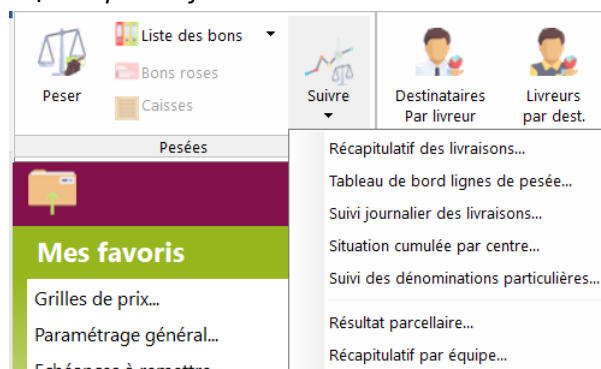 Peser
Liste des bons
Bons roses
Caisses
Suivre
Destinataires
Par livreur
Livreurs
par dest.
Pesées
Récapitulatif des livraisons...
Tableau de bord lignes de pesée...
Suivi journalier des livraisons...
Situation cumulée par centre...
Suivi des dénominations particulières...
Résultat parcellaire...
Récapitulatif par équipe...
Mes favoris
Grilles de prix...
Paramétrage général...